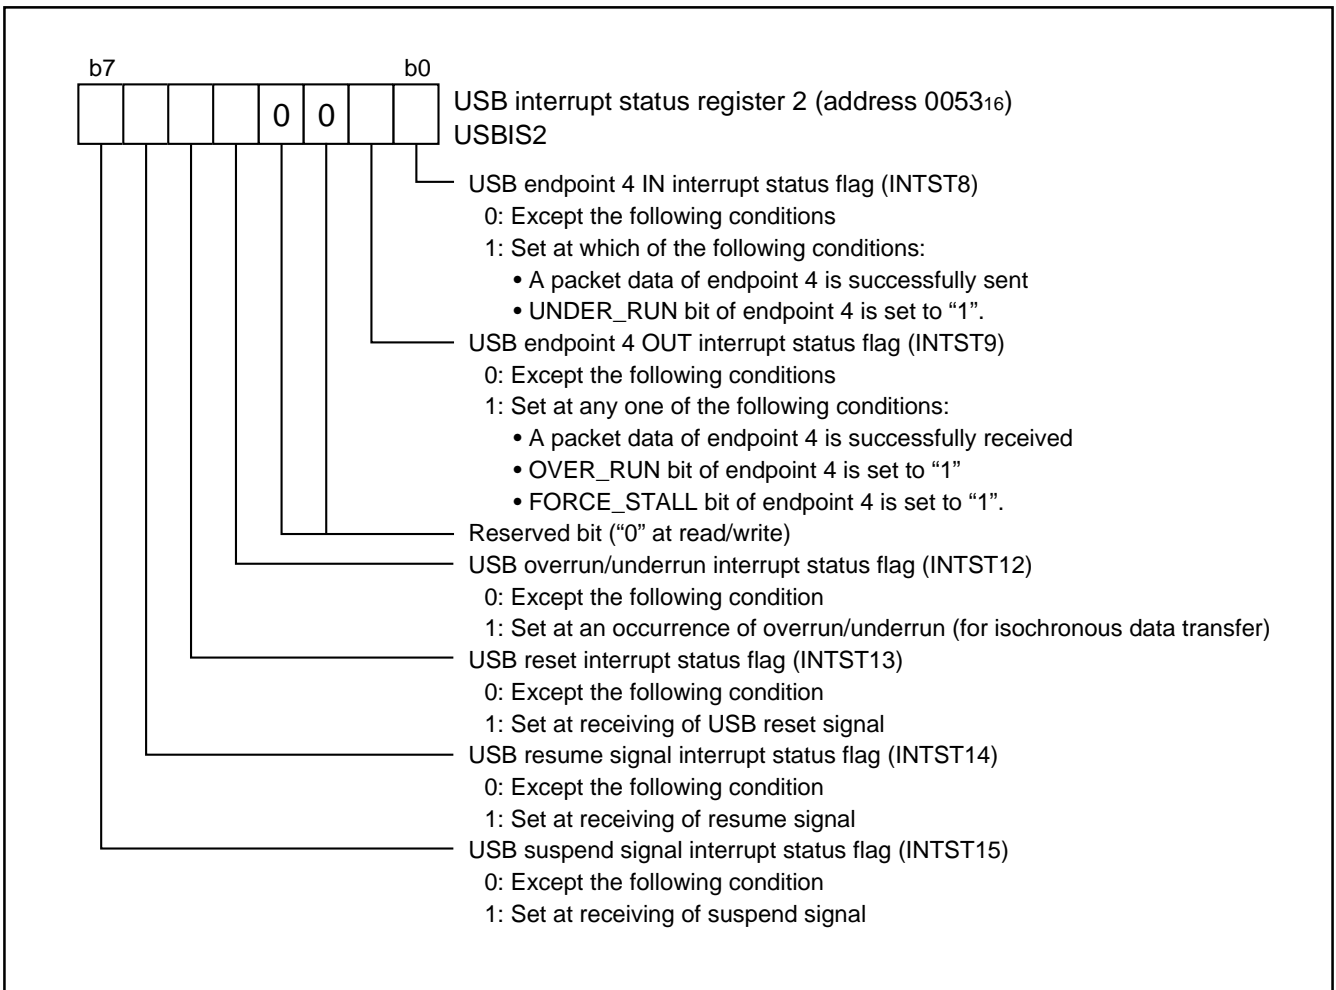 b7 b0
0 0
USB interrupt status register 2 (address 0053₁₆)
USBIS2
USB endpoint 4 IN interrupt status flag (INTST8)
0: Except the following conditions
1: Set at which of the following conditions:
• A packet data of endpoint 4 is successfully sent
• UNDER_RUN bit of endpoint 4 is set to “1”.
USB endpoint 4 OUT interrupt status flag (INTST9)
0: Except the following conditions
1: Set at any one of the following conditions:
• A packet data of endpoint 4 is successfully received
• OVER_RUN bit of endpoint 4 is set to “1”
• FORCE_STALL bit of endpoint 4 is set to “1”.
Reserved bit (“0” at read/write)
USB overrun/underrun interrupt status flag (INTST12)
0: Except the following condition
1: Set at an occurrence of overrun/underrun (for isochronous data transfer)
USB reset interrupt status flag (INTST13)
0: Except the following condition
1: Set at receiving of USB reset signal
USB resume signal interrupt status flag (INTST14)
0: Except the following condition
1: Set at receiving of resume signal
USB suspend signal interrupt status flag (INTST15)
0: Except the following condition
1: Set at receiving of suspend signal